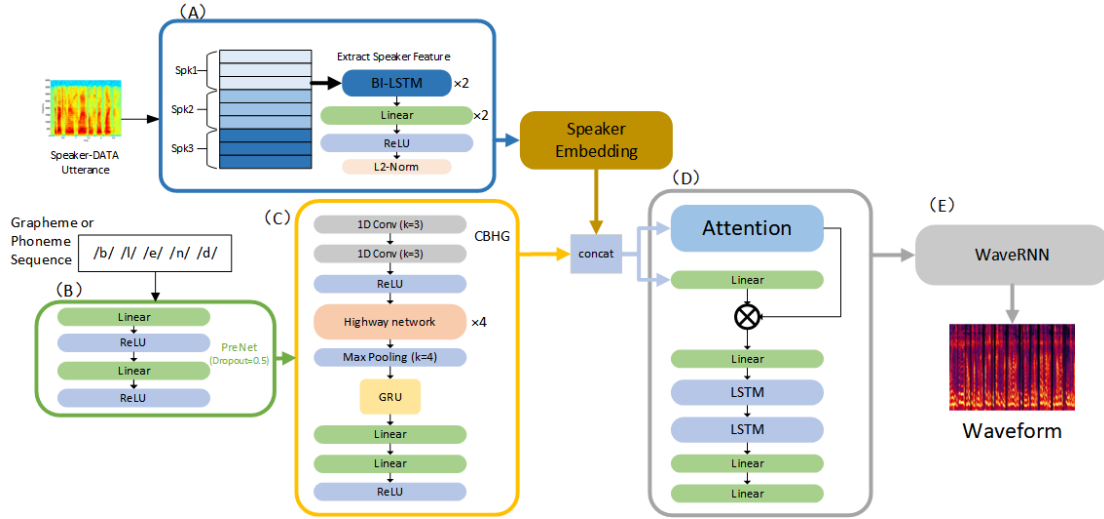 (A)
Spk1
Spk2
Spk3
Extract Speaker Feature
BI-LSTM ×2
Linear ×2
ReLU
L2-Norm
Speaker-DATA
Utterance
Speaker
Embedding
Grapheme or
Phoneme
Sequence
/b/ /l/ /e/ /n/ /d/
(B)
Linear
ReLU
Linear
ReLU
PreNet
(Dropout=0.5)
(C)
CBHG
1D Conv (k=3)
1D Conv (k=3)
ReLU
Highway network ×4
Max Pooling (k=4)
GRU
Linear
Linear
ReLU
concat
(D)
Attention
Linear
Linear
LSTM
LSTM
Linear
Linear
(E)
WaveRNN
Waveform